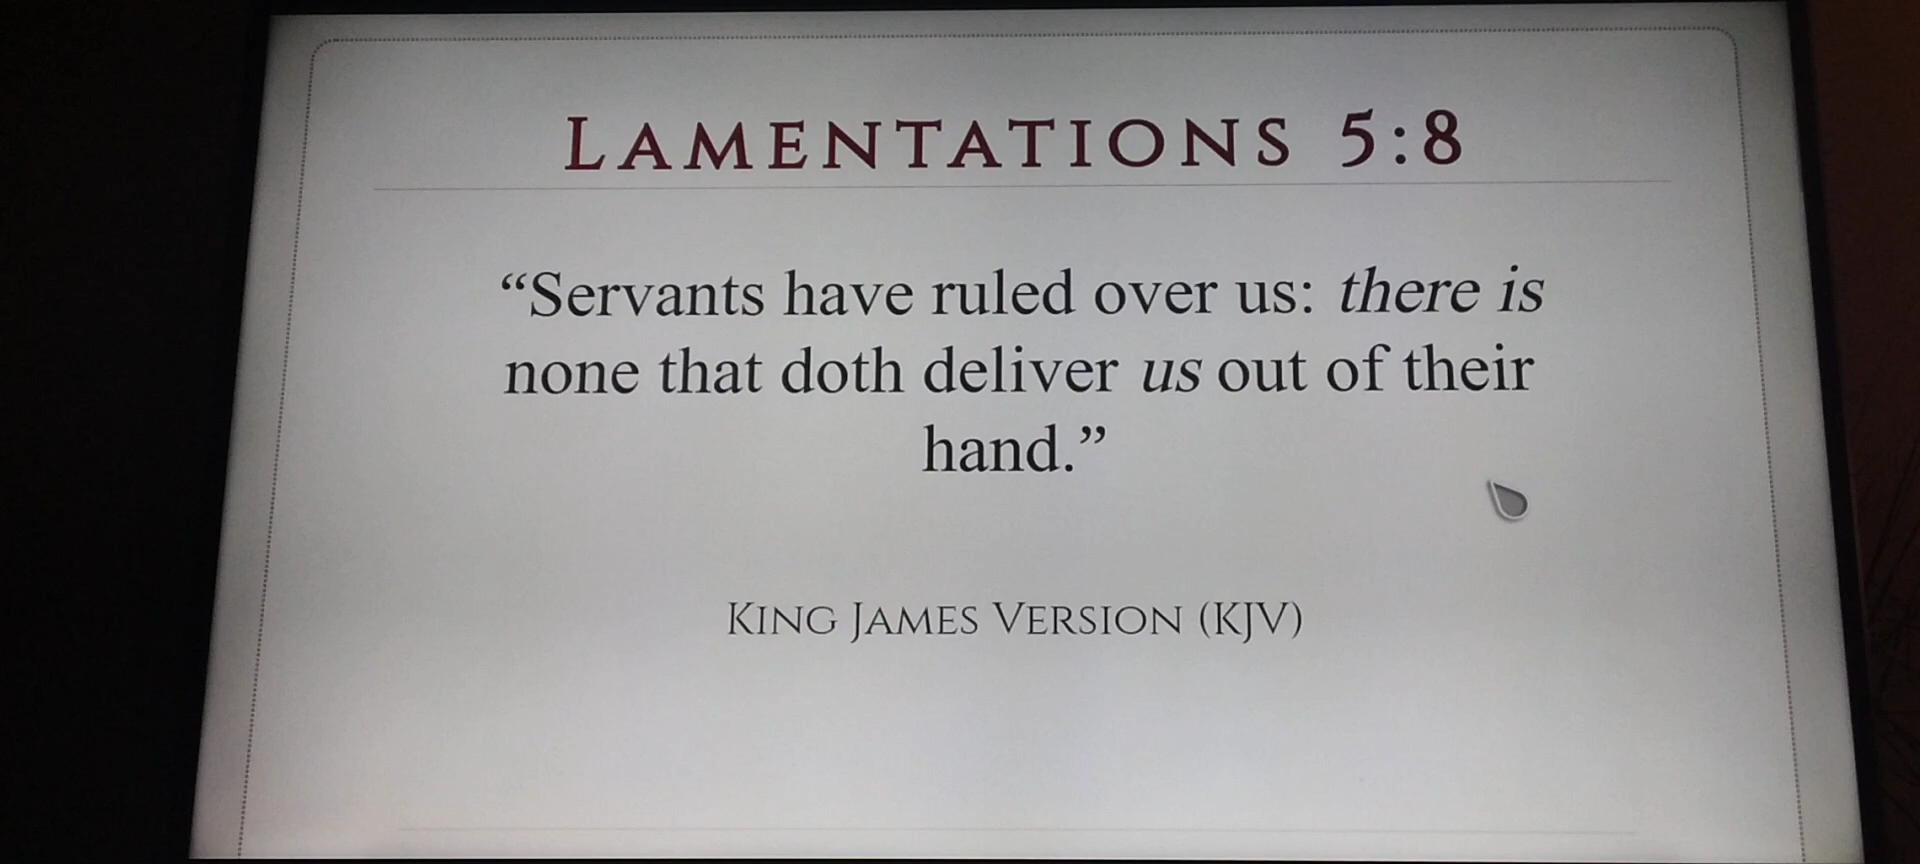 LAMENTATIONS 5:8
“Servants have ruled over us: there is
none that doth deliver us out of their
hand.”
KING JAMES VERSION (KJV)